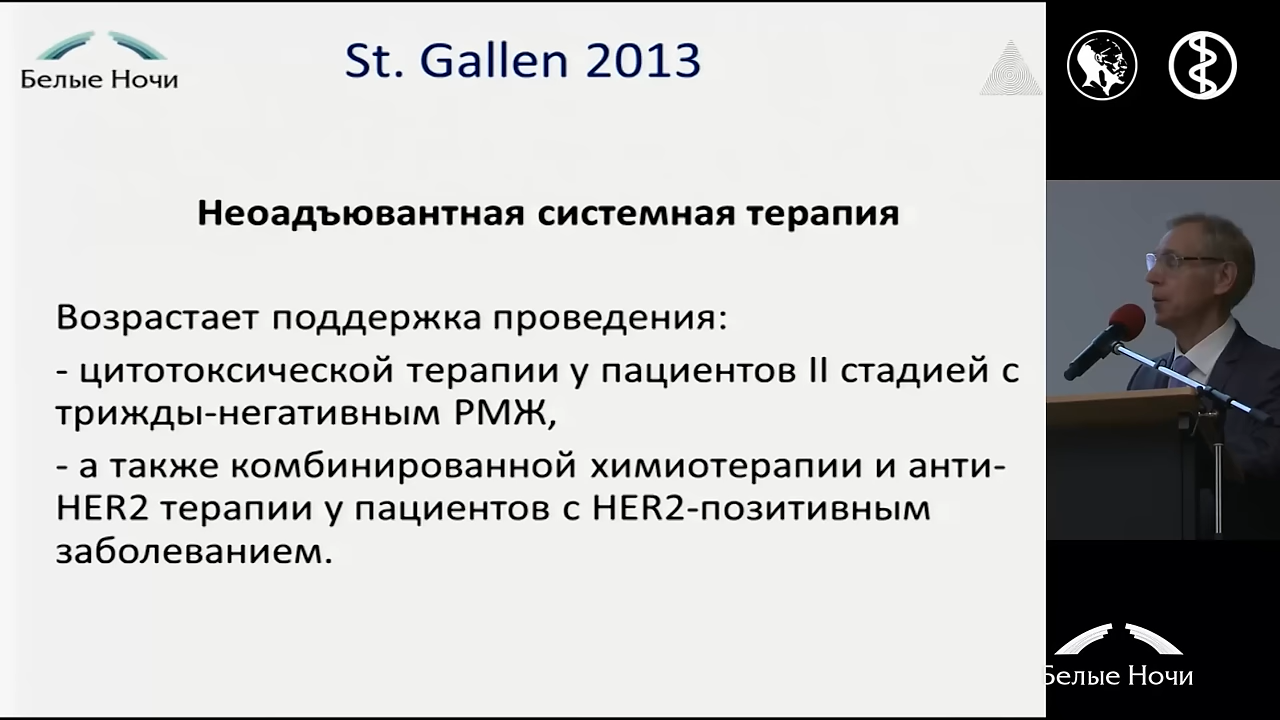 Белые Ночи
St. Gallen 2013
Неоадъювантная системная терапия
Возрастает поддержка проведения:
- цитотоксической терапии у пациентов II стадией с
трижды-негативным РМЖ,
- а также комбинированной химиотерапии и анти-
HER2 терапии у пациентов с HER2-позитивным
заболеванием.
Белые Ночи